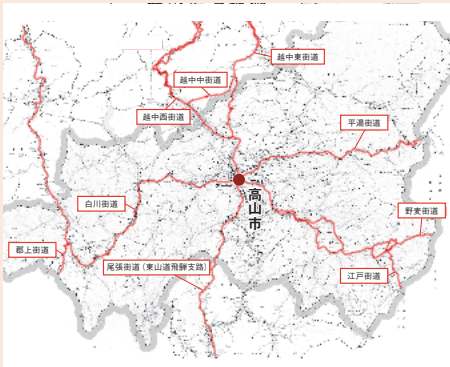 越中東街道
越中中街道
越中西街道
平湯街道
高山市
白川街道
野麦街道
郡上街道
尾張街道（東山道飛騨支路）
江戸街道